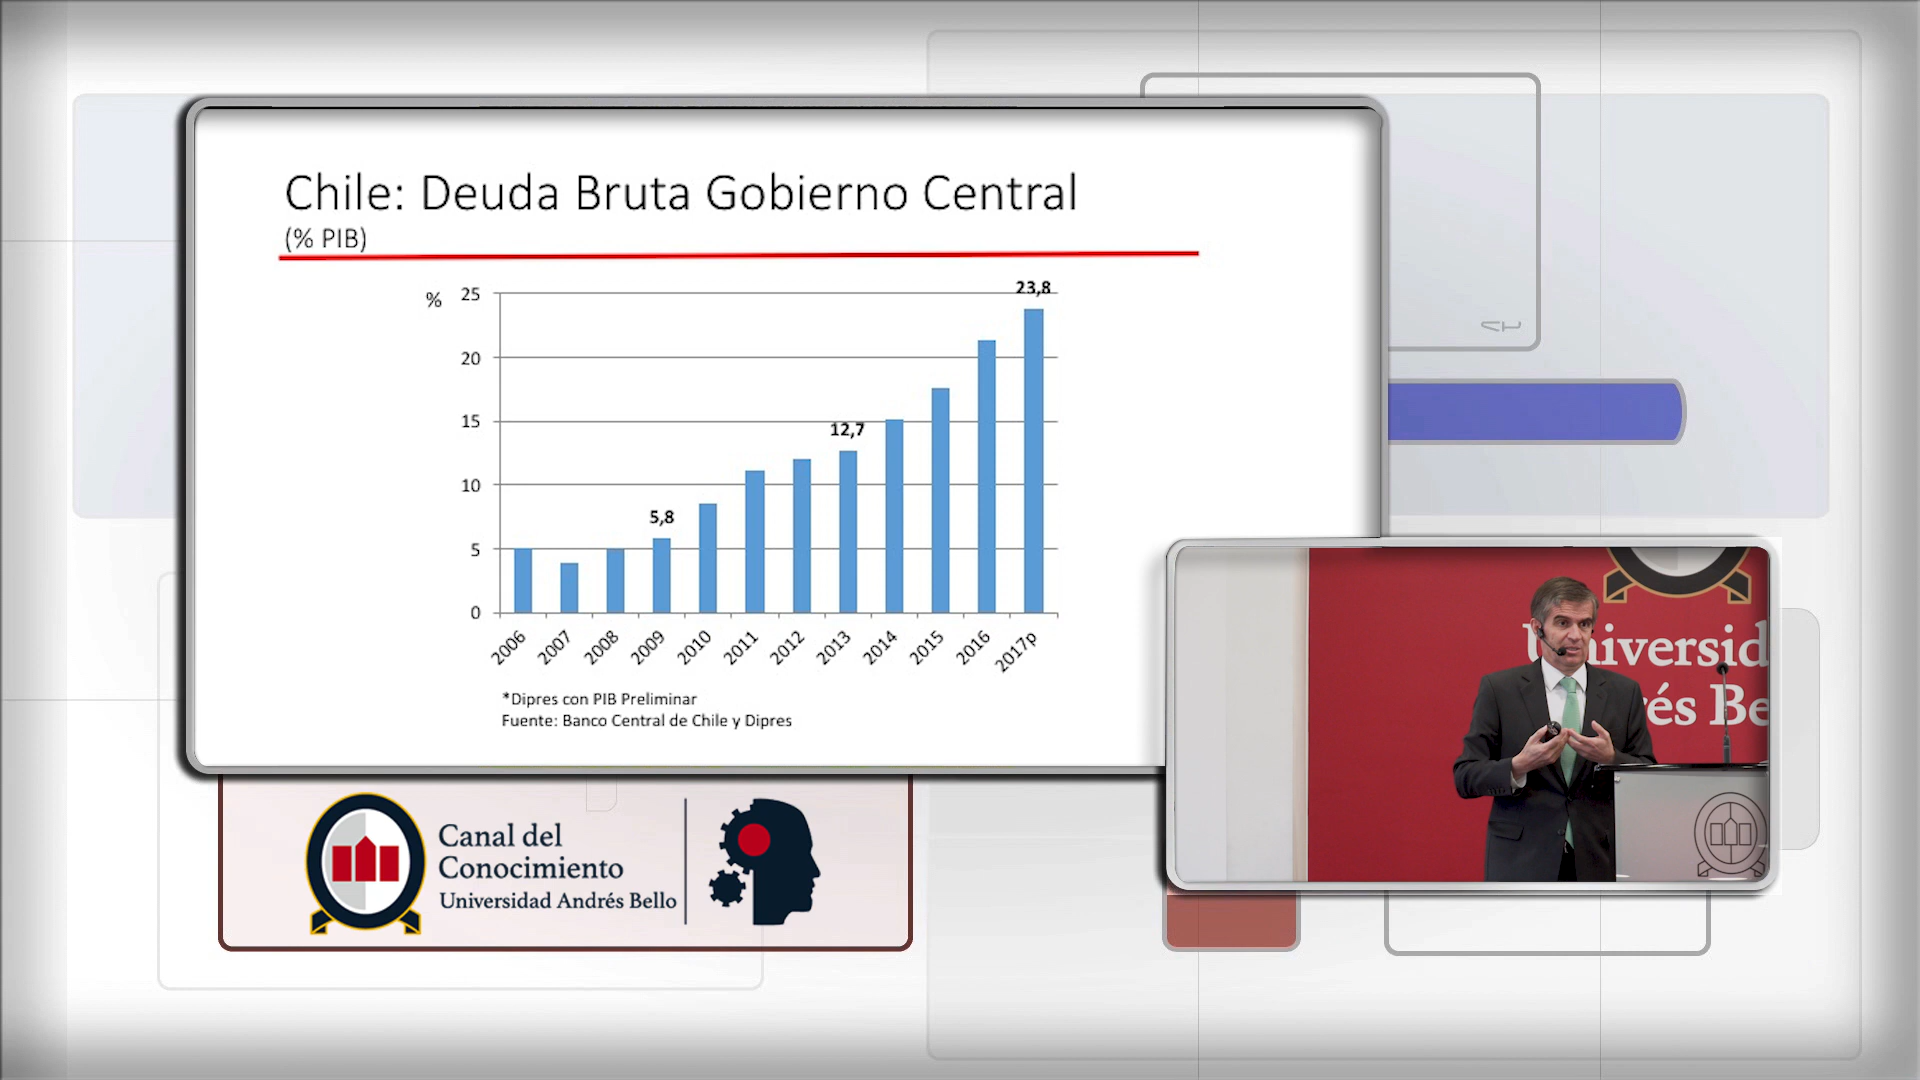 Chile: Deuda Bruta Gobierno Central
(% PIB)
%
25
20
15
10
5
0
5,8
12,7
23,8
2006
2007
2008
2009
2010
2011
2012
2013
2014
2015
2016
2017p
*Dipres con PIB Preliminar
Fuente: Banco Central de Chile y Dipres
Canal del
Conocimiento
Universidad Andrés Bello